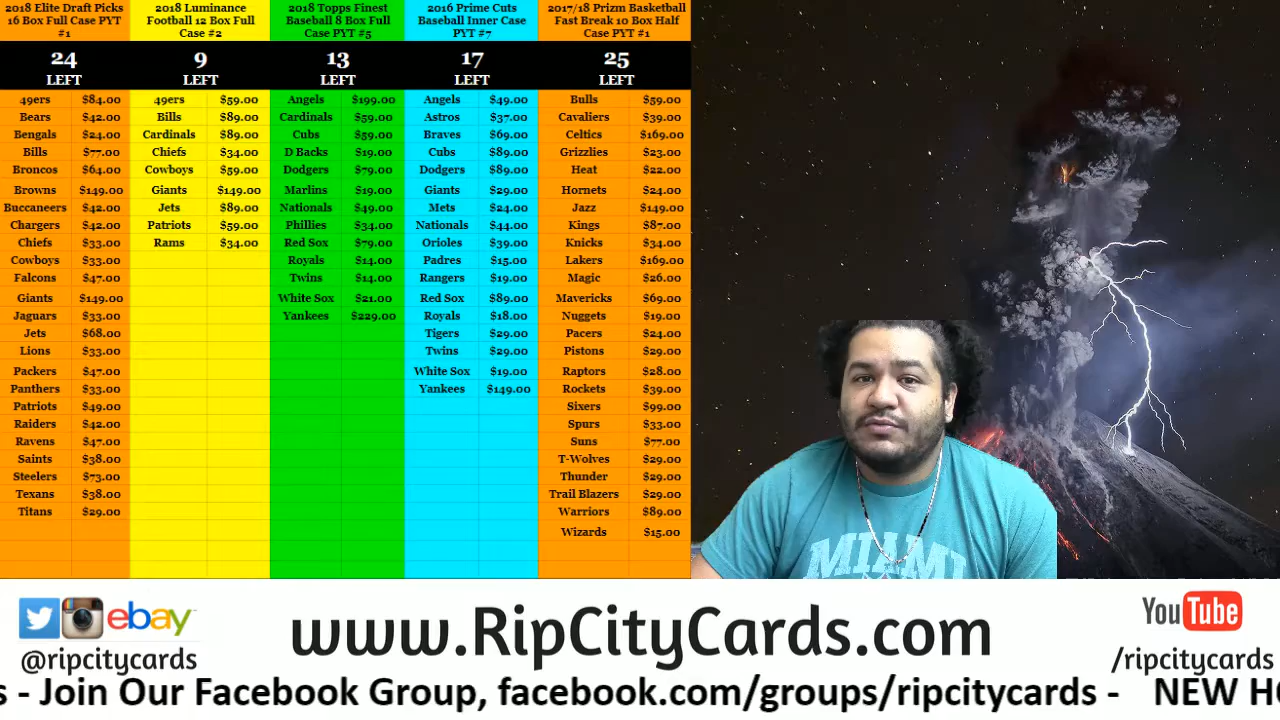 2018 Elite Draft Picks
16 Box Full Case PYT
#1
24
LEFT
49ers $84.00
Bears $42.00
Bengals $24.00
Bills $77.00
Broncos $64.00
Browns $149.00
Buccaneers $42.00
Chargers $42.00
Chiefs $33.00
Cowboys $33.00
Falcons $47.00
Giants $149.00
Jaguars $33.00
Jets $68.00
Lions $33.00
Packers $47.00
Panthers $33.00
Patriots $49.00
Raiders $42.00
Ravens $47.00
Saints $38.00
Steelers $73.00
Texans $38.00
Titans $29.00
2018 Luminance
Football 12 Box Full
Case #2
9
LEFT
49ers $59.00
Bills $89.00
Cardinals $89.00
Chiefs $34.00
Cowboys $59.00
Giants $149.00
Jets $89.00
Patriots $59.00
Rams $34.00
2018 Topps Finest
Baseball 8 Box Full
Case PYT #5
13
LEFT
Angels $199.00
Cardinals $59.00
Cubs $59.00
D Backs $19.00
Dodgers $79.00
Marlins $19.00
Nationals $49.00
Phillies $34.00
Red Sox $79.00
Royals $14.00
Twins $14.00
White Sox $21.00
Yankees $229.00
2016 Prime Cuts
Baseball Inner Case
PYT #7
17
LEFT
Angels $49.00
Astros $37.00
Braves $69.00
Cubs $89.00
Dodgers $89.00
Giants $29.00
Mets $24.00
Nationals $44.00
Orioles $39.00
Padres $15.00
Rangers $19.00
Red Sox $89.00
Royals $18.00
Tigers $29.00
Twins $29.00
White Sox $19.00
Yankees $149.00
2017/18 Prizm Basketball
Fast Break 10 Box Half
Case PYT #1
25
LEFT
Bulls $59.00
Cavaliers $39.00
Celtics $169.00
Grizzlies $23.00
Heat $22.00
Hornets $24.00
Jazz $149.00
Kings $87.00
Knicks $34.00
Lakers $169.00
Magic $26.00
Mavericks $69.00
Nuggets $19.00
Pacers $24.00
Pistons $29.00
Raptors $28.00
Rockets $39.00
Sixers $99.00
Spurs $33.00
Suns $77.00
T-Wolves $29.00
Thunder $29.00
Trail Blazers $29.00
Warriors $89.00
Wizards $15.00
MIAMI
ebay
@ripcitycards
www.RipCityCards.com
YouTube
/ripcitycards
s - Join Our Facebook Group, facebook.com/groups/ripcitycards - NEW HO